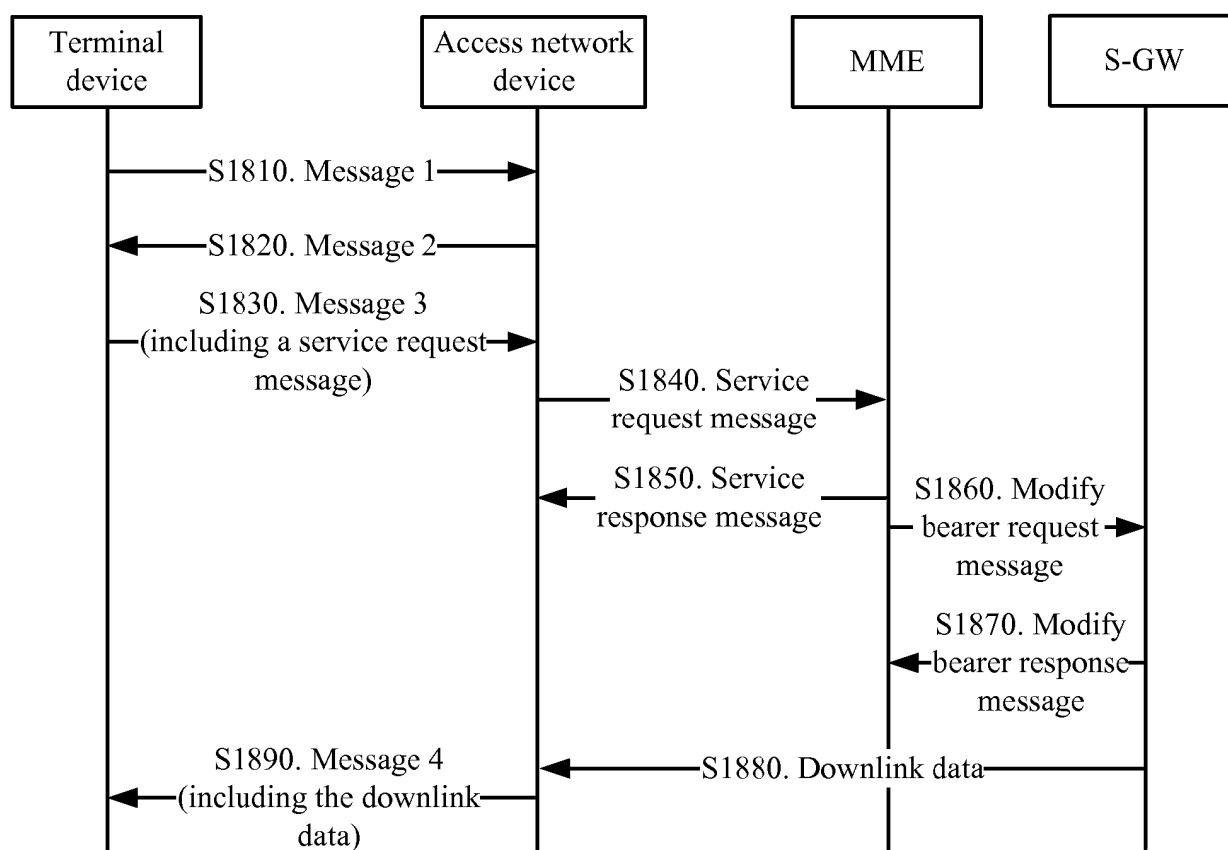 Terminal
device
Access network
device
MME
S-GW
S1810. Message 1
S1820. Message 2
S1830. Message 3
(including a service request
message)
S1840. Service
request message
S1850. Service
response message
S1860. Modify
bearer request
message
S1870. Modify
bearer response
message
S1880. Downlink data
S1890. Message 4
(including the downlink
data)